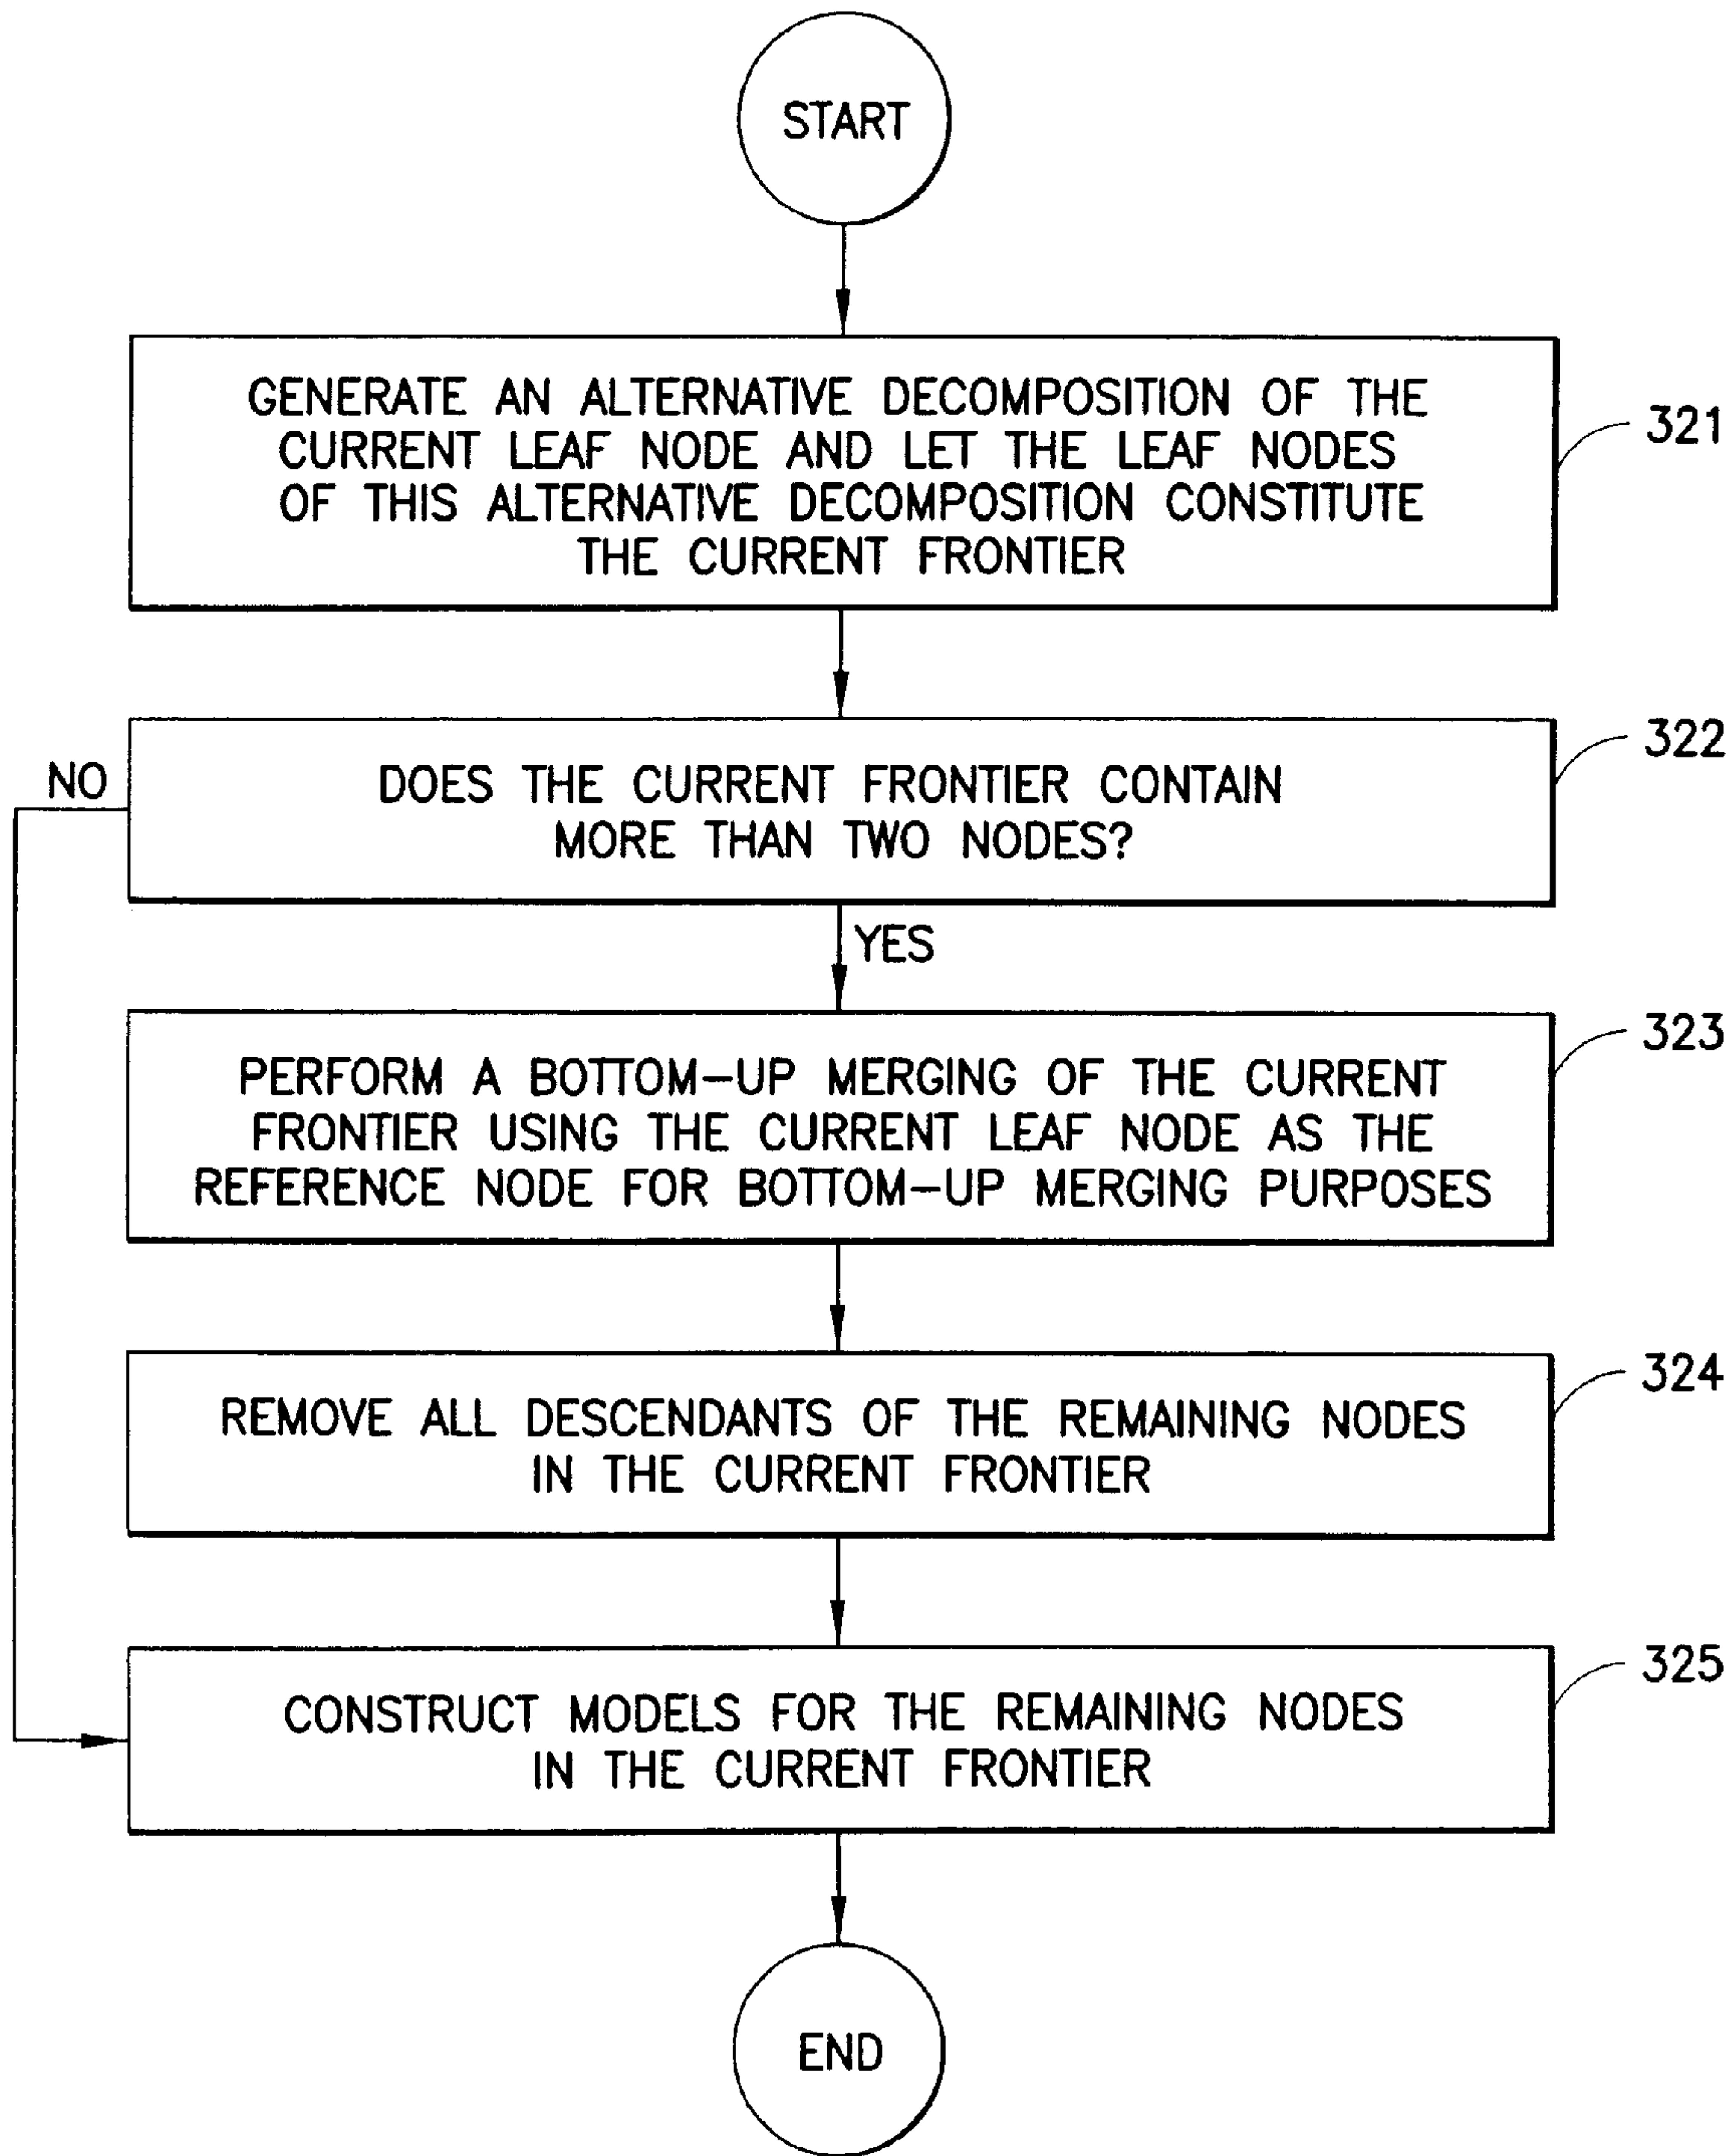 START
GENERATE AN ALTERNATIVE DECOMPOSITION OF THE
CURRENT LEAF NODE AND LET THE LEAF NODES
OF THIS ALTERNATIVE DECOMPOSITION CONSTITUTE
THE CURRENT FRONTIER
321
DOES THE CURRENT FRONTIER CONTAIN
MORE THAN TWO NODES?
322
NO
YES
PERFORM A BOTTOM-UP MERGING OF THE CURRENT
FRONTIER USING THE CURRENT LEAF NODE AS THE
REFERENCE NODE FOR BOTTOM-UP MERGING PURPOSES
323
REMOVE ALL DESCENDANTS OF THE REMAINING NODES
IN THE CURRENT FRONTIER
324
CONSTRUCT MODELS FOR THE REMAINING NODES
IN THE CURRENT FRONTIER
325
END